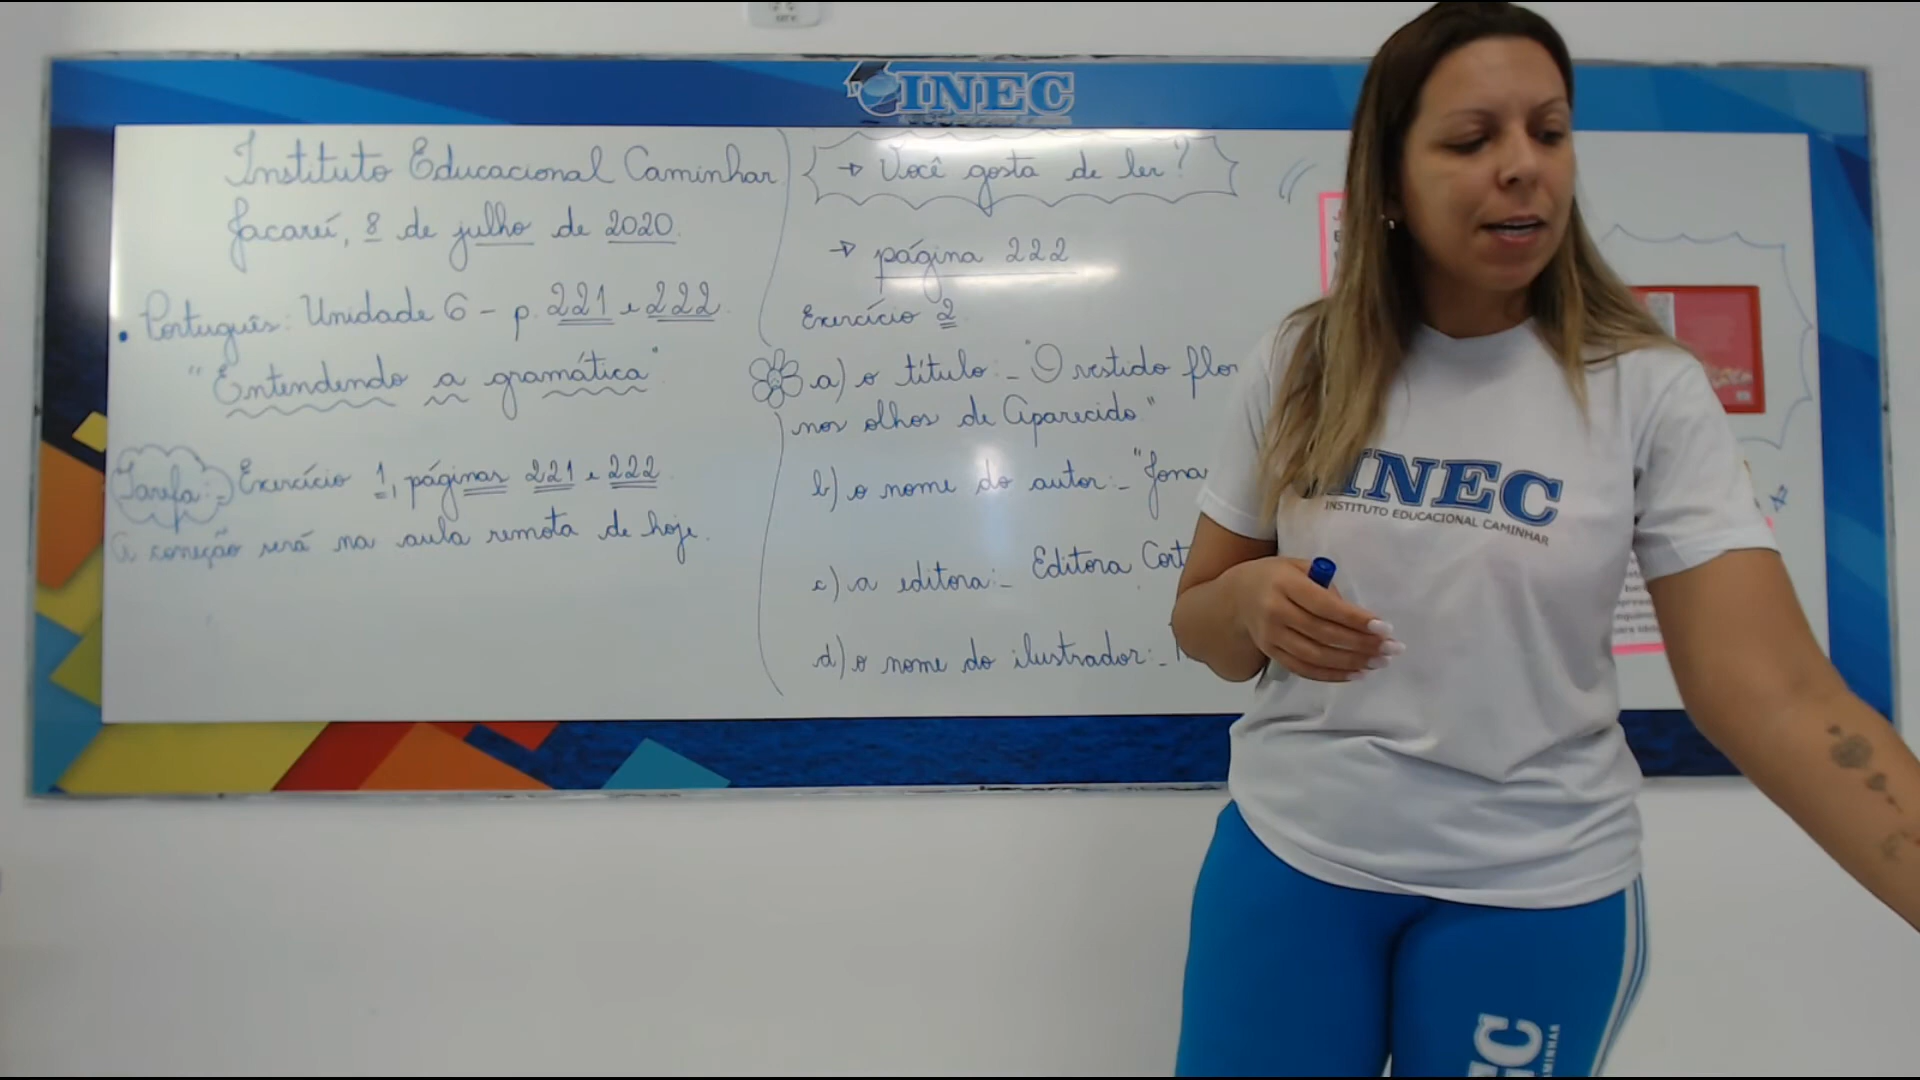 INEC
Instituto Educacional Caminhar
Jacareí, 8 de julho de 2020.
• Português: Unidade 6 - p. 221 e 222.
"Entendendo a gramática"
Tarefa:- Exercício 1, páginas 221 e 222.
A correção será na aula remota de hoje.
→ Você gosta de ler?
→ página 222
Exercício 2
a) o título:- "O vestido flor
nos olhos de Aparecido."
b) o nome do autor:- "Jona
c) a editora:- Editora Cort
d) o nome do ilustrador:-
INEC
INSTITUTO EDUCACIONAL CAMINHAR